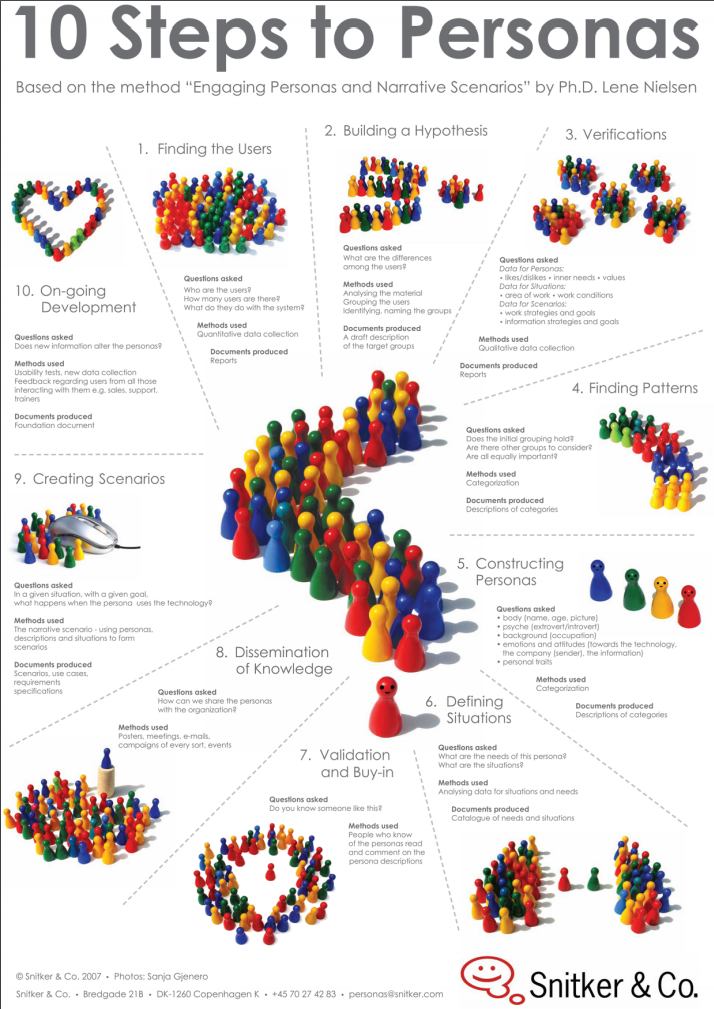 10 Steps to Personas
Based on the method “Engaging Personas and Narrative Scenarios” by Ph.D. Lene Nielsen
1. Finding the Users
Questions asked
Who are the users?
How many users are there?
What do they do with the system?
Methods used
Quantitative data collection
Documents produced
Reports
2. Building a Hypothesis
Questions asked
What are the differences
among the users?
Methods used
Analysing the material
Grouping the users
Identifying, naming the groups
Documents produced
A draft description
of the target groups
3. Verifications
Questions asked
Data for Personas:
• likes/dislikes • inner needs • values
Data for Situations:
• area of work • work conditions
Data for Scenarios:
• work strategies and goals
• information strategies and goals
Methods used
Qualitative data collection
Documents produced
Reports
4. Finding Patterns
Questions asked
Does the initial grouping hold?
Are there other groups to consider?
Are all equally important?
Methods used
Categorization
Documents produced
Descriptions of categories
5. Constructing
Personas
Questions asked
• body (name, age, picture)
• psyche (extrovert/introvert)
• background (occupation)
• emotions and attitudes (towards the technology,
the company (sender), the information)
• personal traits
Methods used
Categorization
Documents produced
Descriptions of categories
6. Defining
Situations
Questions asked
What are the needs of this persona?
What are the situations?
Methods used
Analysing data for situations and needs
Documents produced
Catalogue of needs and situations
7. Validation
and Buy-in
Questions asked
Do you know someone like this?
Methods used
People who know
of the personas read
and comment on the
persona descriptions
8. Dissemination
of Knowledge
Questions asked
How can we share the personas
with the organization?
Methods used
Posters, meetings, e-mails,
campaigns of every sort, events
9. Creating Scenarios
Questions asked
In a given situation, with a given goal,
what happens when the persona uses the technology?
Methods used
The narrative scenario - using personas,
descriptions and situations to form
scenarios
Documents produced
Scenarios, use cases,
requirements
specifications
10. On-going
Development
Questions asked
Does new information alter the personas?
Methods used
Usability tests, new data collection
Feedback regarding users from all those
interacting with them e.g. sales, support,
trainers
Documents produced
Foundation document
© Snitker & Co. 2007 • Photos: Sanja Gjenero
Snitker & Co. • Bredgade 21B • DK-1260 Copenhagen K • +45 70 27 42 83 • personas@snitker.com
Snitker & Co.